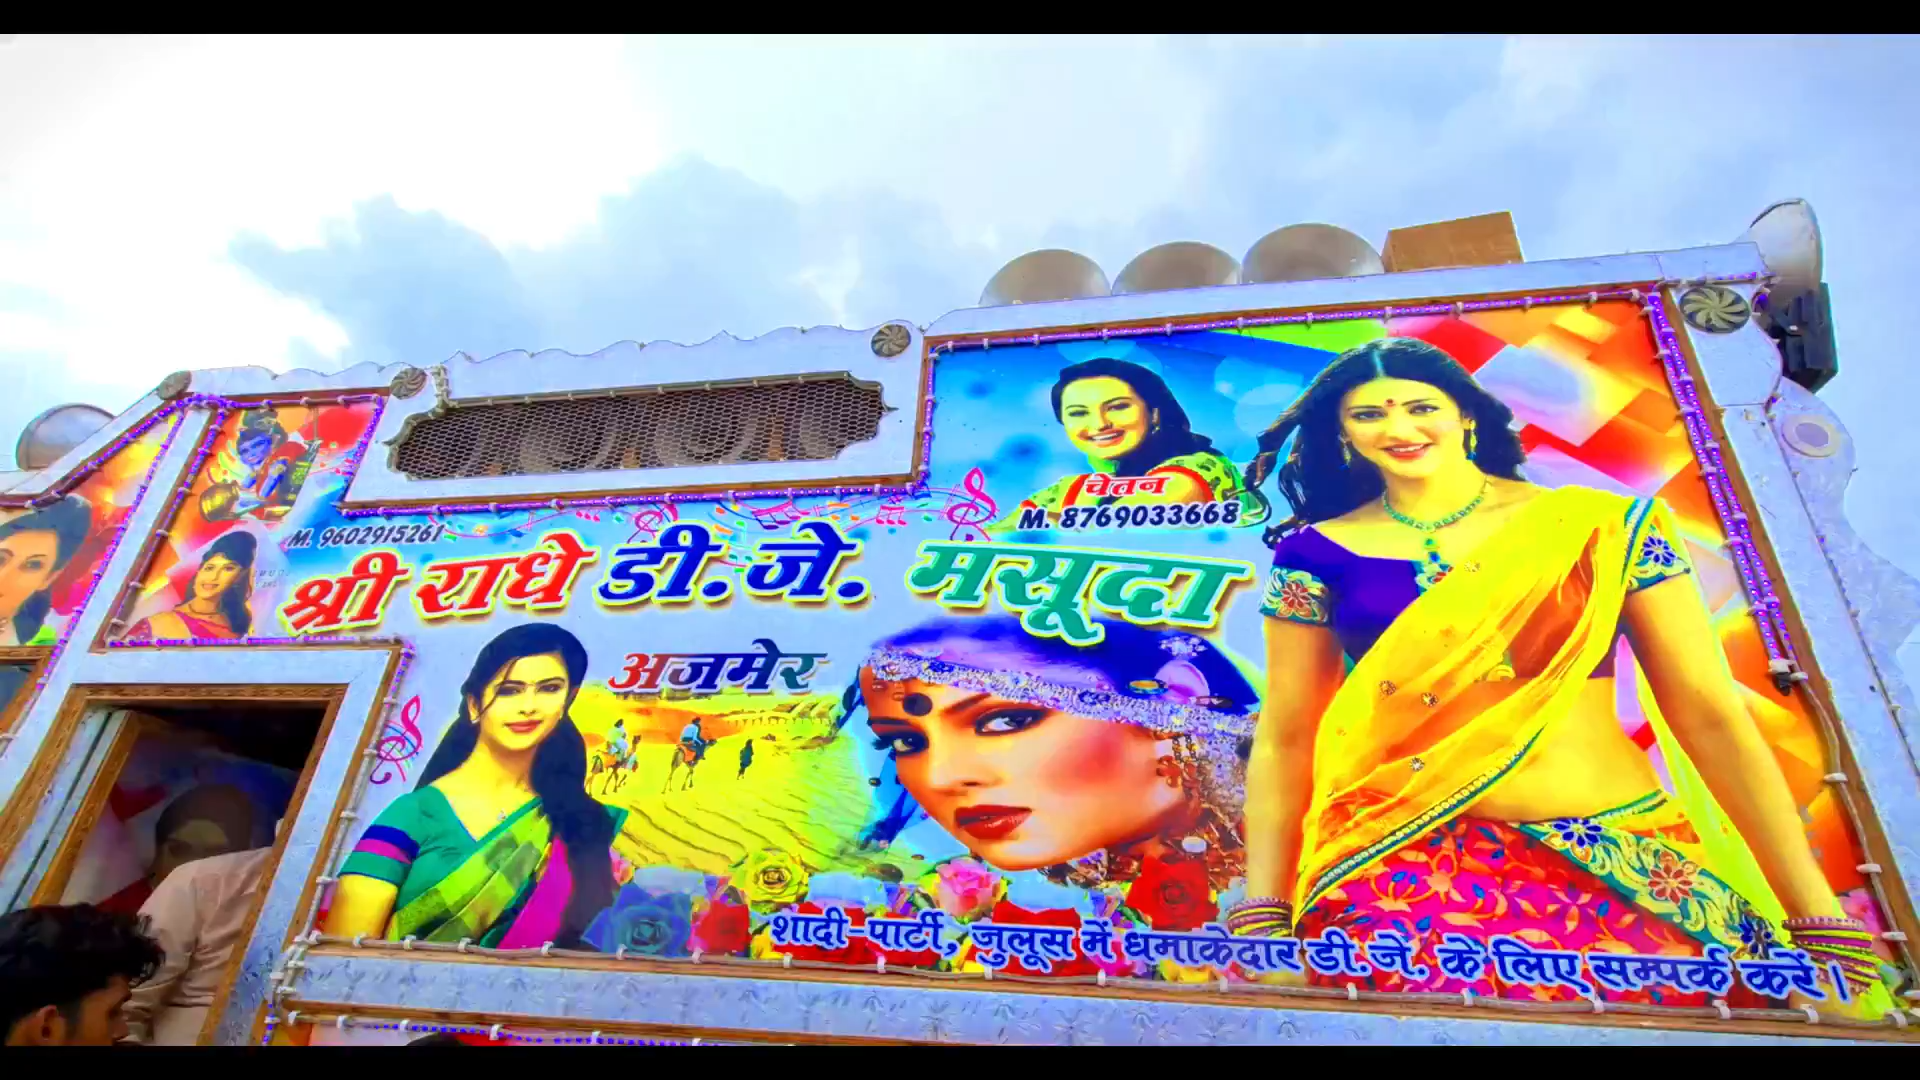 चेतन
M. 8769033668
M. 9602915261
श्री राधे डी.जे. मसूदा
अजमेर
शादी-पार्टी, जुलूस में धमाकेदार डी.जे. के लिए सम्पर्क करें।